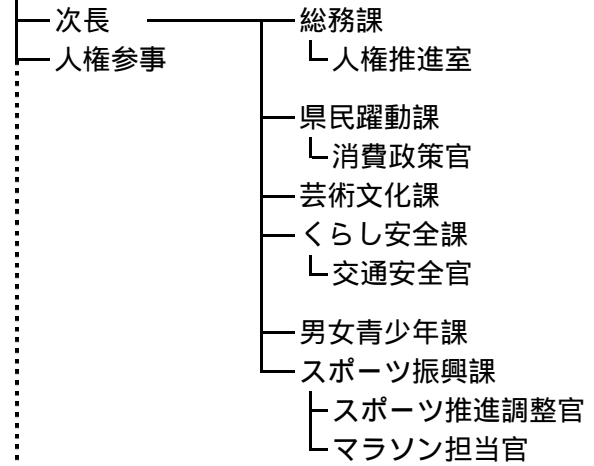 次長 総務課
人権参事 人権推進室
県民躍動課
消費政策官
芸術文化課
くらし安全課
交通安全官
男女青少年課
スポーツ振興課
スポーツ推進調整官
マラソン担当官